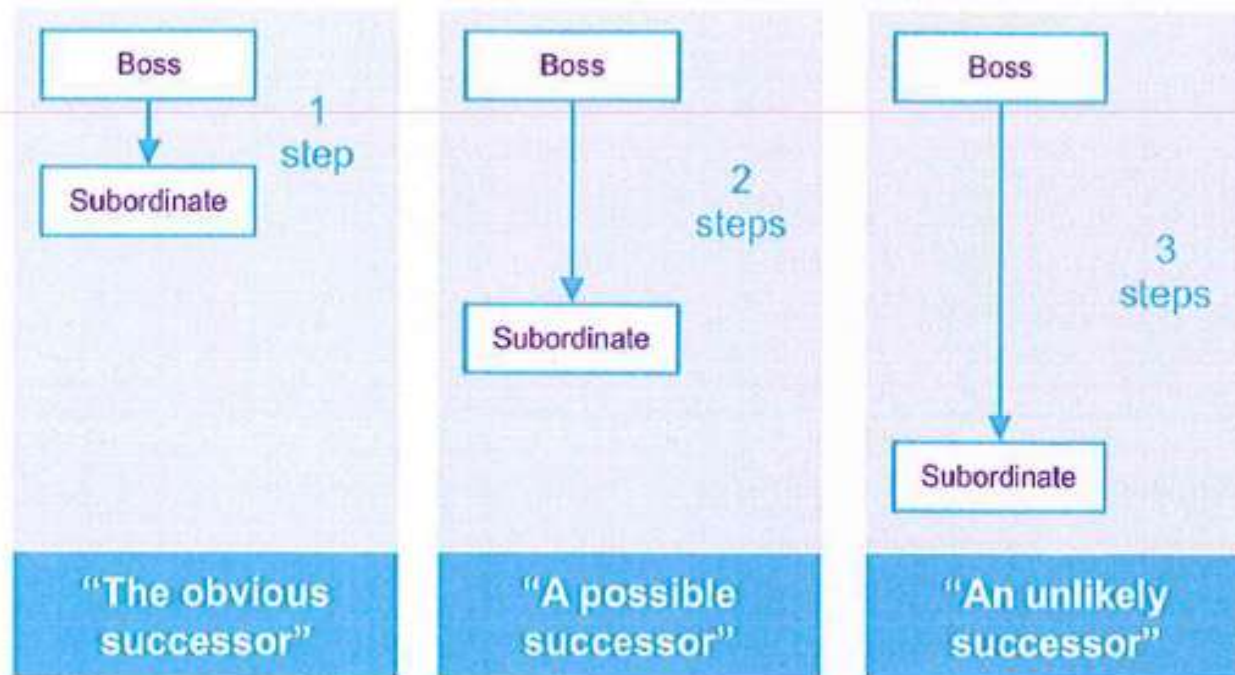 Boss
1
step
Subordinate
“The obvious
successor”
Boss
2
steps
Subordinate
“A possible
successor”
Boss
3
steps
Subordinate
“An unlikely
successor”